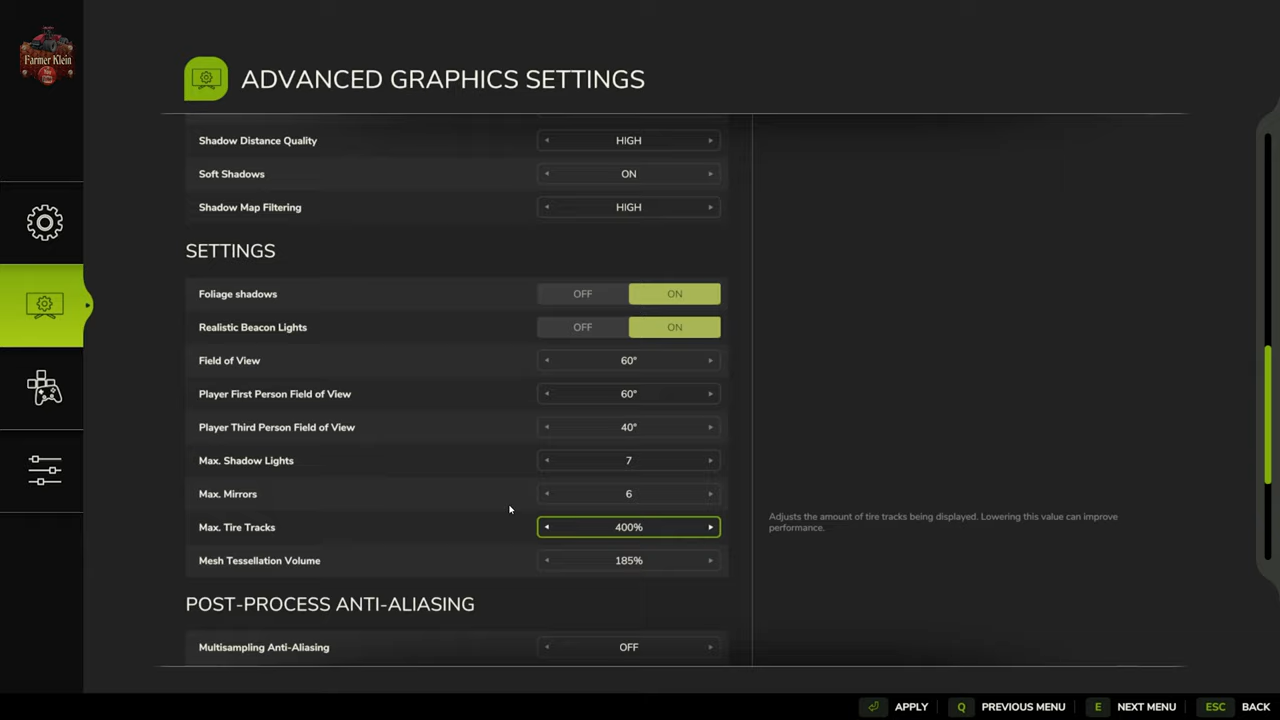 Farmer Klein
ADVANCED GRAPHICS SETTINGS
Shadow Distance Quality HIGH
Soft Shadows ON
Shadow Map Filtering HIGH
SETTINGS
Foliage shadows OFF ON
Realistic Beacon Lights OFF ON
Field of View 60°
Player First Person Field of View 60°
Player Third Person Field of View 40°
Max. Shadow Lights 7
Max. Mirrors 6
Max. Tire Tracks 400%
Adjusts the amount of tire tracks being displayed. Lowering this value can improve
performance.
Mesh Tessellation Volume 185%
POST-PROCESS ANTI-ALIASING
Multisampling Anti-Aliasing OFF
APPLY Q PREVIOUS MENU E NEXT MENU ESC BACK